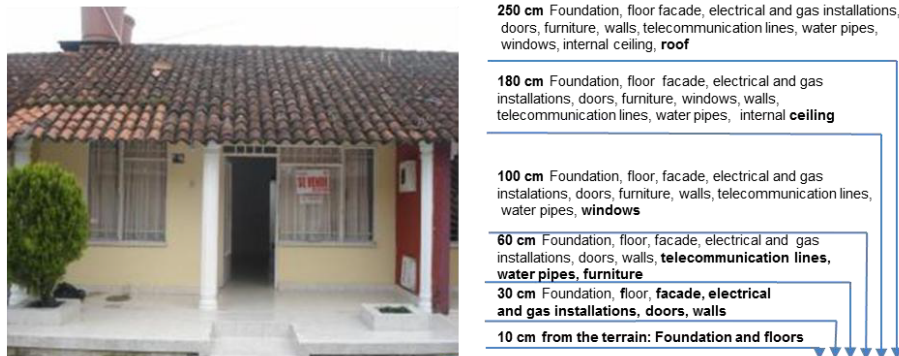 SE VENDE
250 cm Foundation, floor facade, electrical and gas installations,
doors, furniture, walls, telecommunication lines, water pipes,
windows, internal ceiling, roof
180 cm Foundation, floor facade, electrical and gas
installations, doors, furniture, windows, walls,
telecommunication lines, water pipes, internal ceiling
100 cm Foundation, floor, facade, electrical and gas
instalations, doors, furniture, walls, telecommunication lines,
water pipes, windows
60 cm Foundation, floor, facade, electrical and gas
installations, doors, walls, telecommunication lines,
water pipes, furniture
30 cm Foundation, floor, facade, electrical
and gas installations, doors, walls
10 cm from the terrain: Foundation and floors